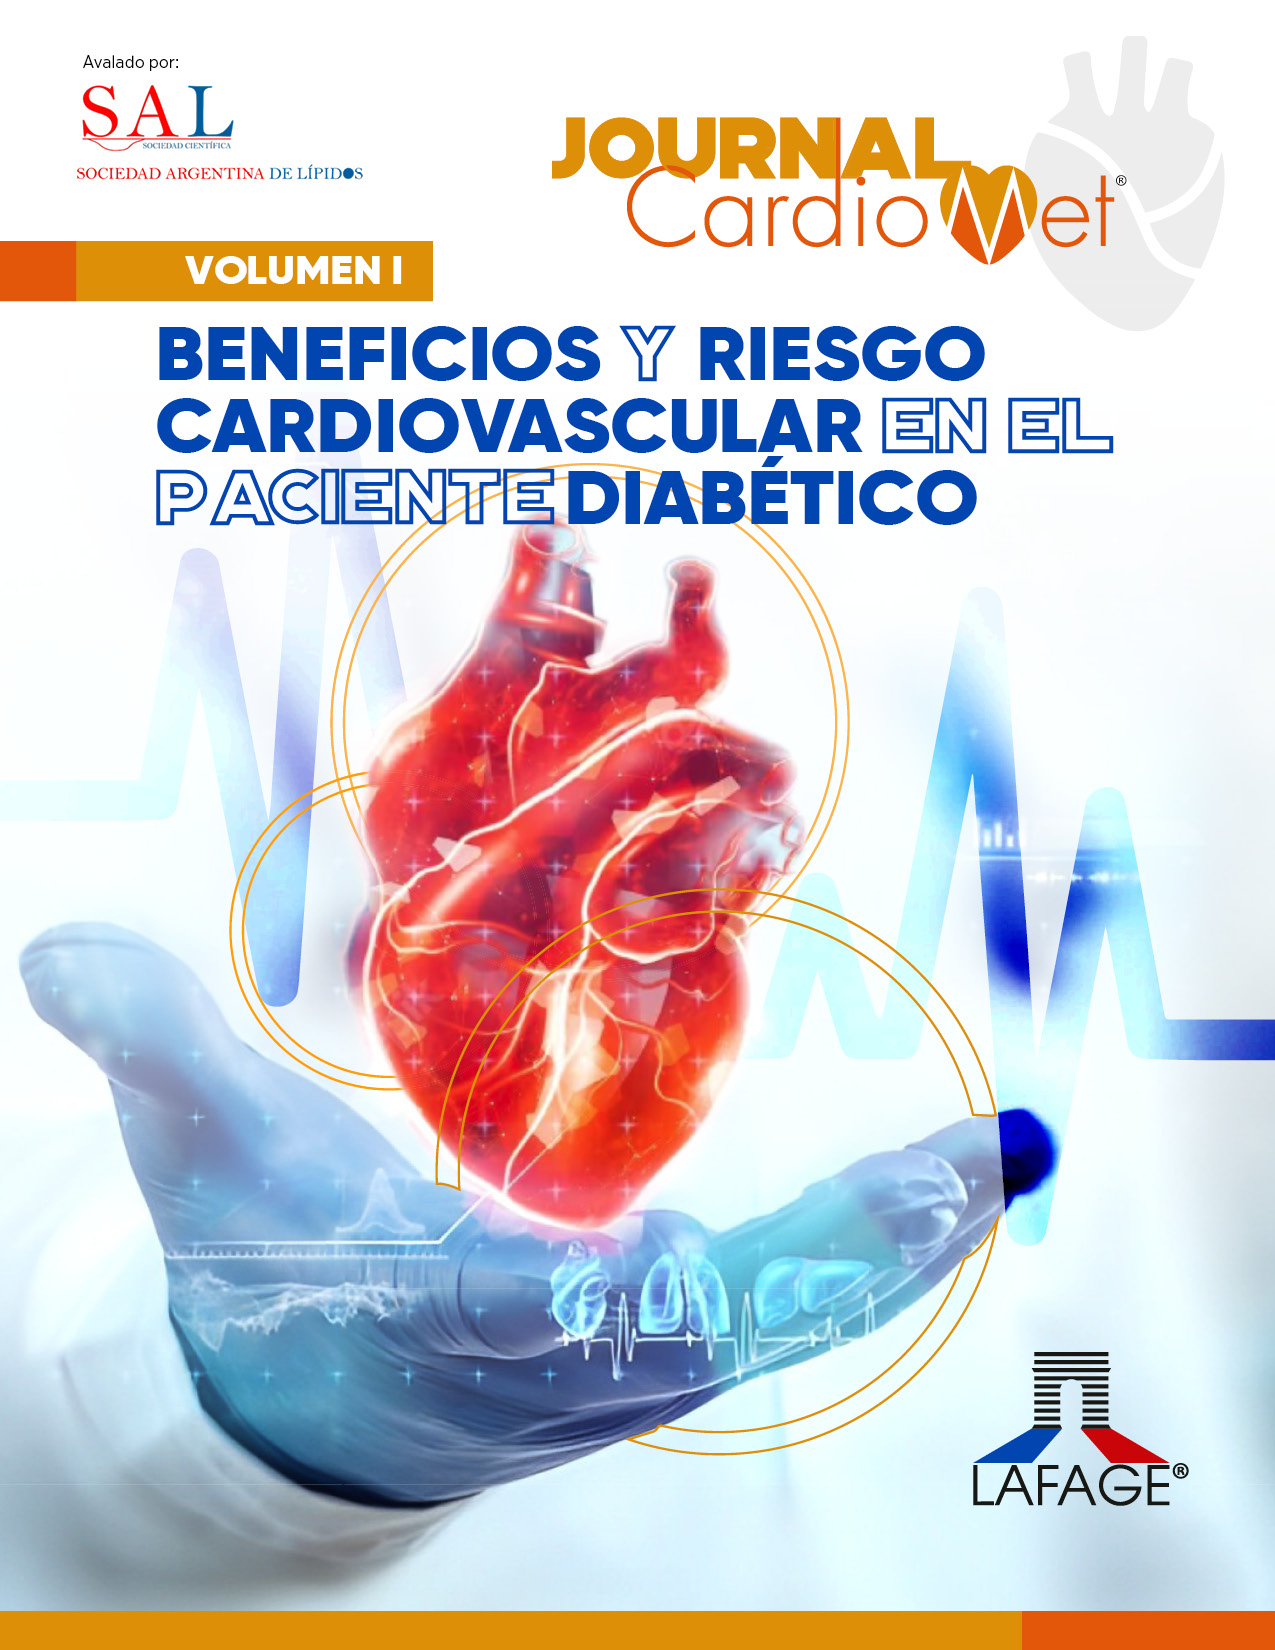 Avalado por:
SAL
SOCIEDAD CIENTÍFICA
SOCIEDAD ARGENTINA DE LÍPIDOS
JOURNAL
CardioMet®
VOLUMEN I
BENEFICIOS Y RIESGO
CARDIOVASCULAR EN EL
PACIENTE DIABÉTICO
LAFAGE®